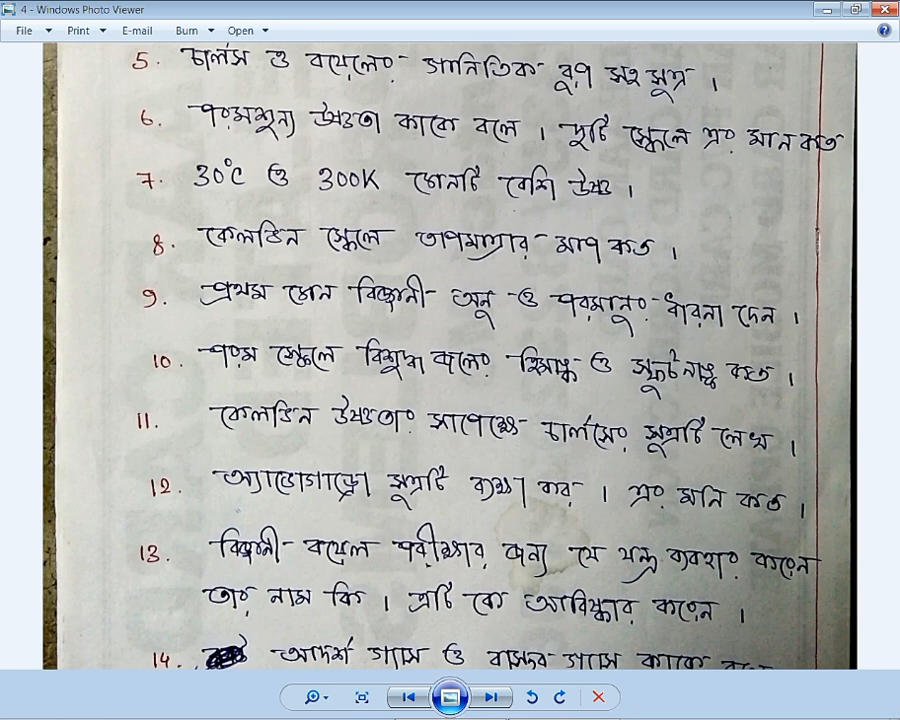 4 - Windows Photo Viewer
File Print E-mail Burn Open
5. চার্লস ও বয়েলের গানিতিক রূপ সহ সূত্র ।
6. পরমশূন্য উষ্ণতা কাকে বলে । দুটি স্কেলে এর মান কত
7. 30°C ও 300K কোনটি বেশি উষ্ণ ।
8. কেলভিন স্কেলে তাপমাত্রার মাপ কত ।
9. প্রথম কোন বিজ্ঞানী অনু ও পরমানুর ধারনা দেন ।
10. পরম স্কেলে বিশুদ্ধ জলের হিমাঙ্ক ও স্ফুটনাঙ্ক কত ।
11. কেলভিন উষ্ণতার সাপেক্ষে চার্লসের সূত্রটি লেখ ।
12. অ্যাভোগাড্রো সূত্রটি ব্যাখা কর । এর মান কত ।
13. বিজ্ঞানী বয়েল পরীক্ষার জন্য যে যন্ত্র ব্যবহার করেন
তার নাম কি । এটি কে আবিষ্কার করেন ।
14. আদর্শ গ্যাস ও বাস্তব গ্যাস কাকে বলে